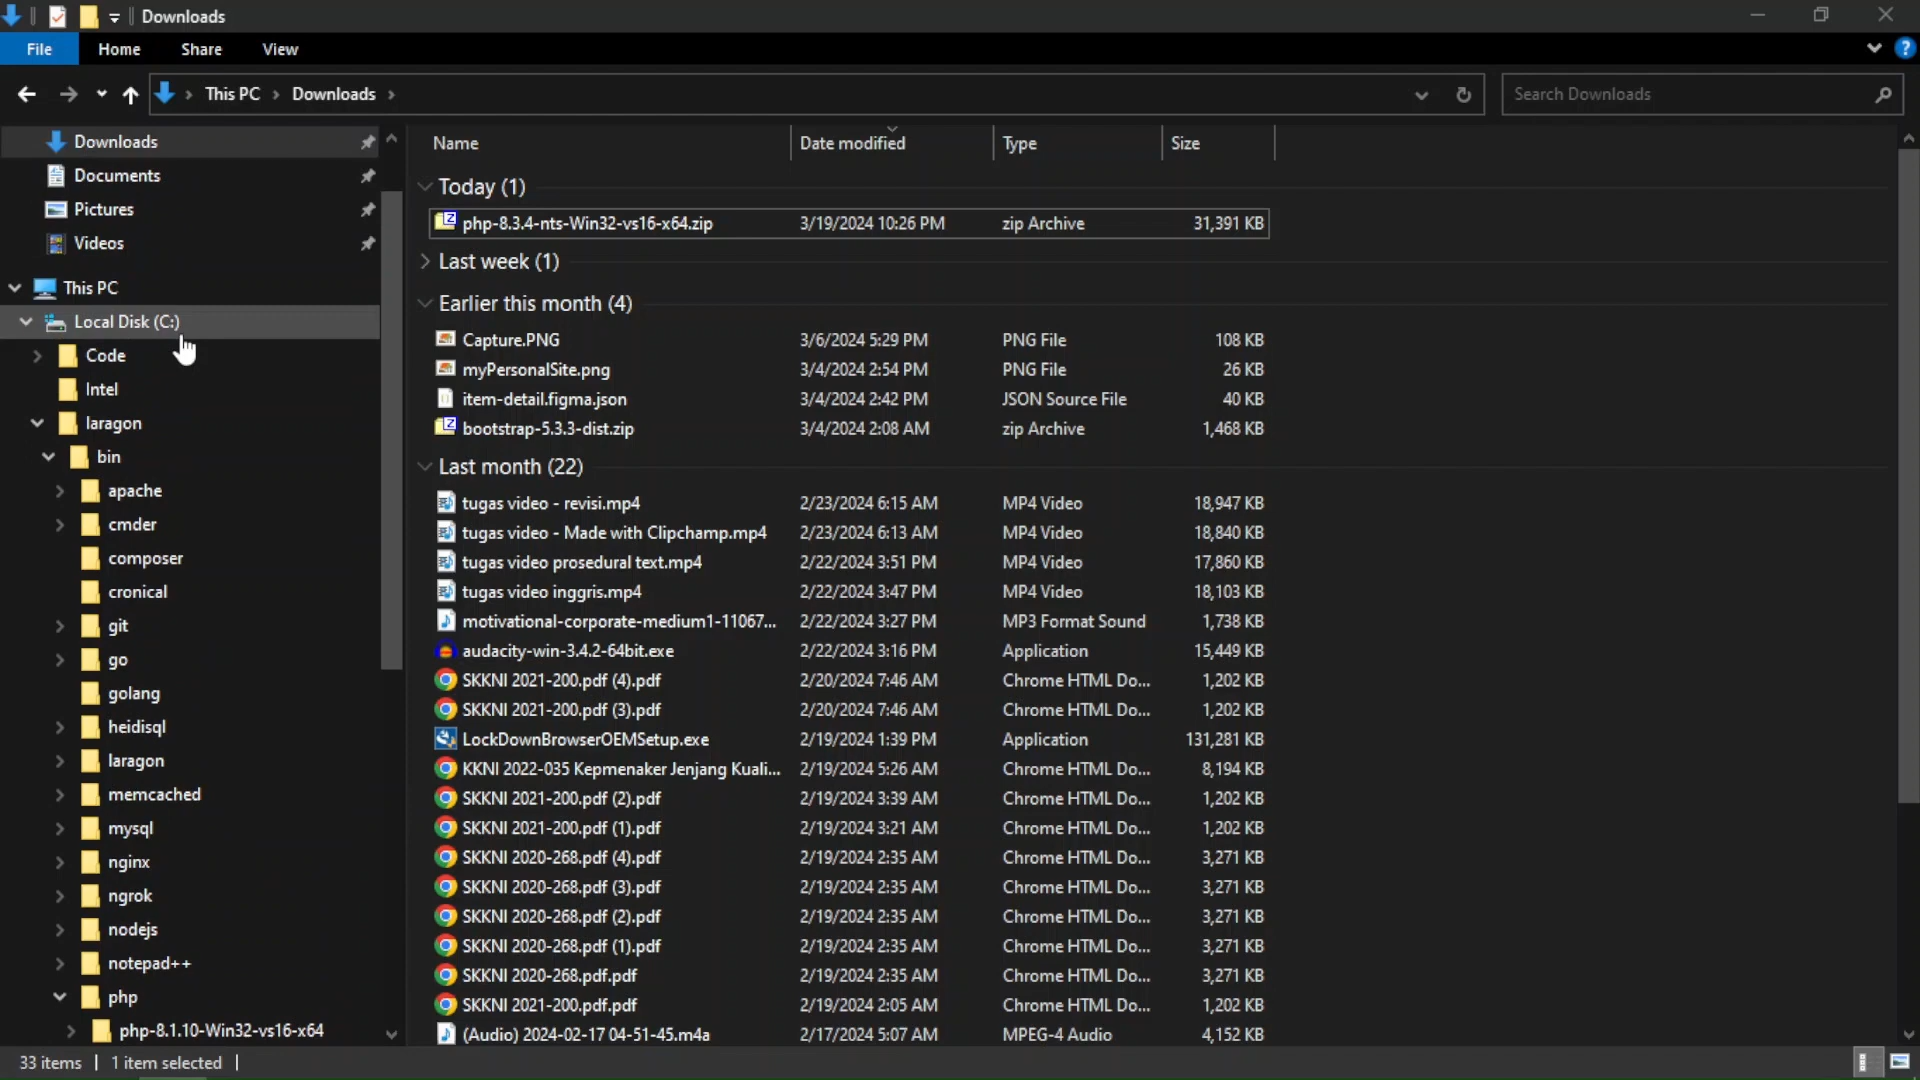 Downloads
File Home Share View
This PC Downloads Search Downloads
Downloads
Documents
Pictures
Videos
This PC
Local Disk (C:)
Code
Intel
laragon
bin
apache
cmder
composer
cronical
git
go
golang
heidisql
laragon
memcached
mysql
nginx
ngrok
nodejs
notepad++
php
php-8.1.10-Win32-vs16-x64
Name Date modified Type Size
Today (1)
php-8.3.4-nts-Win32-vs16-x64.zip 3/19/2024 10:26 PM zip Archive 31,391 KB
Last week (1)
Earlier this month (4)
Capture.PNG 3/6/2024 5:29 PM PNG File 108 KB
myPersonalSite.png 3/4/2024 2:54 PM PNG File 26 KB
item-detail.figma.json 3/4/2024 2:42 PM JSON Source File 40 KB
bootstrap-5.3.3-dist.zip 3/4/2024 2:08 AM zip Archive 1,468 KB
Last month (22)
tugas video - revisi.mp4 2/23/2024 6:15 AM MP4 Video 18,947 KB
tugas video - Made with Clipchamp.mp4 2/23/2024 6:13 AM MP4 Video 18,840 KB
tugas video prosedural text.mp4 2/22/2024 3:51 PM MP4 Video 17,860 KB
tugas video inggris.mp4 2/22/2024 3:47 PM MP4 Video 18,103 KB
motivational-corporate-medium1-11067... 2/22/2024 3:27 PM MP3 Format Sound 1,738 KB
audacity-win-3.4.2-64bit.exe 2/22/2024 3:16 PM Application 15,449 KB
SKKNI 2021-200.pdf (4).pdf 2/20/2024 7:46 AM Chrome HTML Do... 1,202 KB
SKKNI 2021-200.pdf (3).pdf 2/20/2024 7:46 AM Chrome HTML Do... 1,202 KB
LockDownBrowserOEMSetup.exe 2/19/2024 1:39 PM Application 131,281 KB
KKNI 2022-035 Kepmenaker Jenjang Kuali... 2/19/2024 5:26 AM Chrome HTML Do... 8,194 KB
SKKNI 2021-200.pdf (2).pdf 2/19/2024 3:39 AM Chrome HTML Do... 1,202 KB
SKKNI 2021-200.pdf (1).pdf 2/19/2024 3:21 AM Chrome HTML Do... 1,202 KB
SKKNI 2020-268.pdf (4).pdf 2/19/2024 2:35 AM Chrome HTML Do... 3,271 KB
SKKNI 2020-268.pdf (3).pdf 2/19/2024 2:35 AM Chrome HTML Do... 3,271 KB
SKKNI 2020-268.pdf (2).pdf 2/19/2024 2:35 AM Chrome HTML Do... 3,271 KB
SKKNI 2020-268.pdf (1).pdf 2/19/2024 2:35 AM Chrome HTML Do... 3,271 KB
SKKNI 2020-268.pdf.pdf 2/19/2024 2:35 AM Chrome HTML Do... 3,271 KB
SKKNI 2021-200.pdf.pdf 2/19/2024 2:05 AM Chrome HTML Do... 1,202 KB
(Audio) 2024-02-17 04-51-45.m4a 2/17/2024 5:07 AM MPEG-4 Audio 4,152 KB
33 items 1 item selected